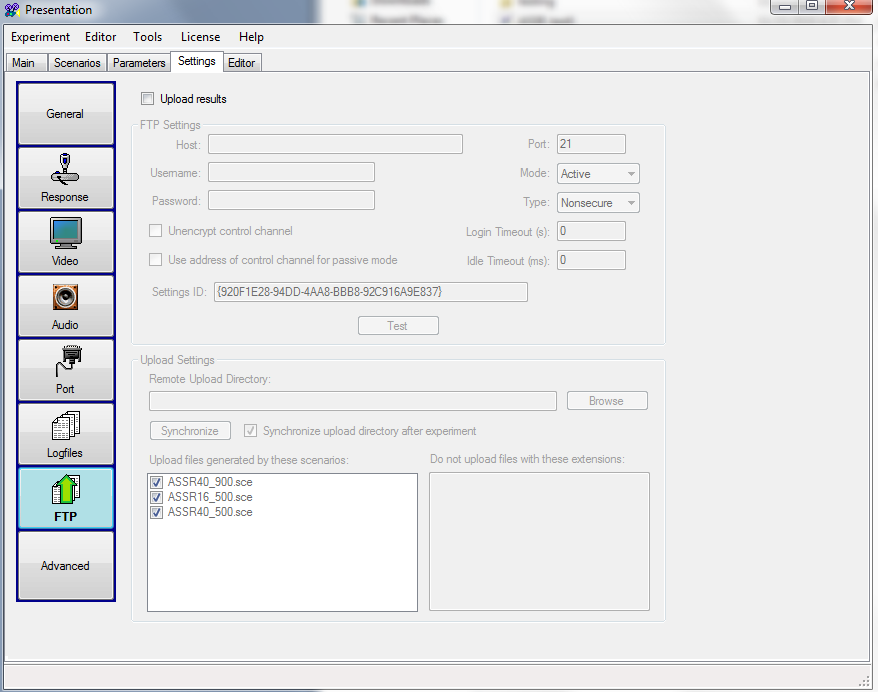 Presentation
Experiment Editor Tools License Help
Main Scenarios Parameters Settings Editor
General
Response
Video
Audio
Port
Logfiles
FTP
Advanced
Upload results
FTP Settings
Host: Port: 21
Username: Mode: Active
Password: Type: Nonsecure
Unencrypt control channel Login Timeout (s): 0
Use address of control channel for passive mode Idle Timeout (ms): 0
Settings ID: {920F1E28-94DD-4AA8-BBB8-92C916A9E837}
Test
Upload Settings
Remote Upload Directory:
Browse
Synchronize Synchronize upload directory after experiment
Upload files generated by these scenarios: Do not upload files with these extensions:
ASSR40_900.sce
ASSR16_500.sce
ASSR40_500.sce